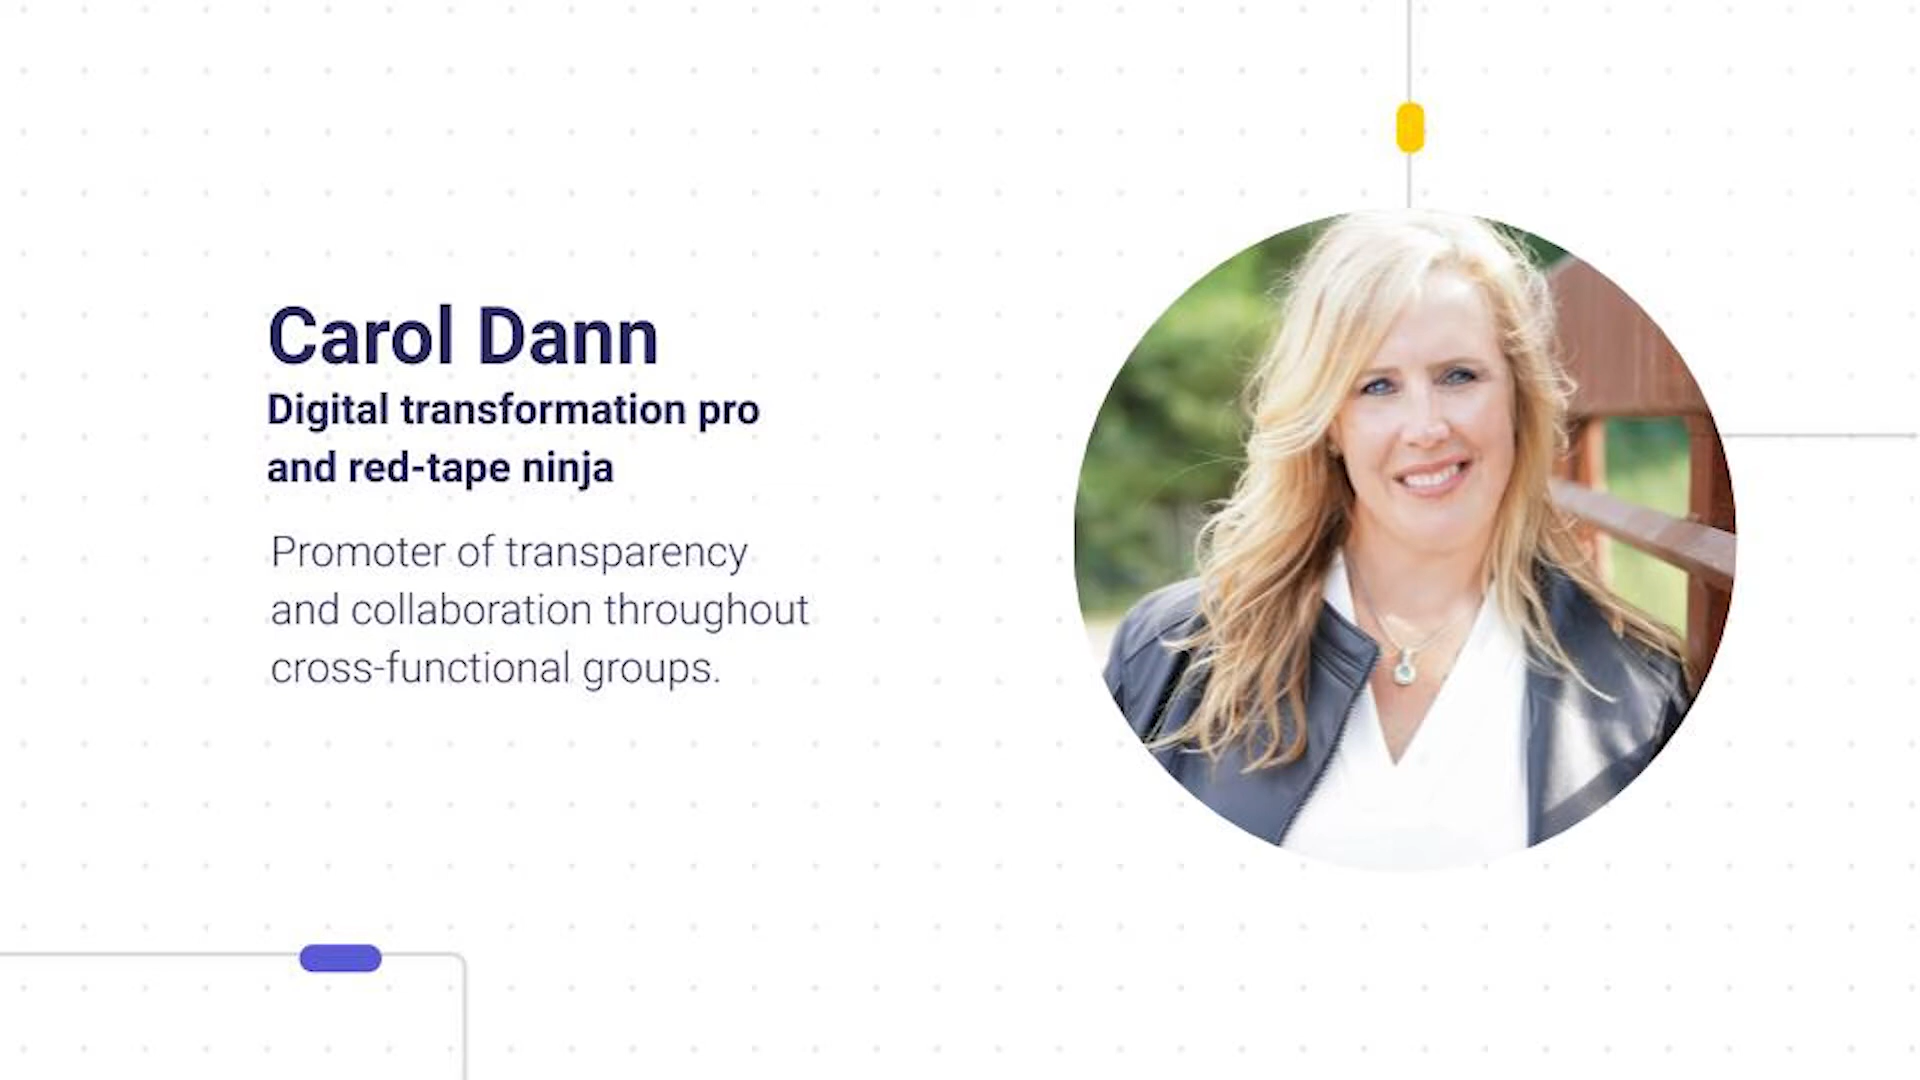 Carol Dann
Digital transformation pro
and red-tape ninja
Promoter of transparency
and collaboration throughout
cross-functional groups.